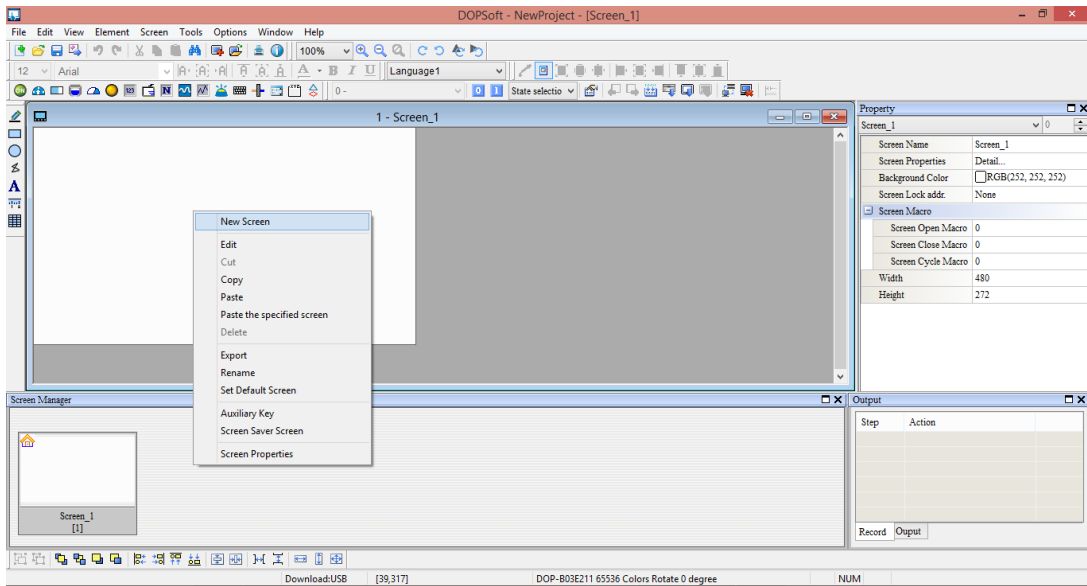 DOPSoft - NewProject - [Screen_1]
File Edit View Element Screen Tools Options Window Help
100%
12 Arial A B I U Language1
0 - 0 1 State selectio
1 - Screen_1
Property
Screen_1 0
Screen Name Screen_1
Screen Properties Detail...
Background Color RGB(252, 252, 252)
Screen Lock addr. None
Screen Macro
Screen Open Macro 0
Screen Close Macro 0
Screen Cycle Macro 0
Width 480
Height 272
A
New Screen
Edit
Cut
Copy
Paste
Paste the specified screen
Delete
Export
Rename
Set Default Screen
Auxiliary Key
Screen Saver Screen
Screen Properties
Screen Manager
Screen_1
[1]
Output
Step Action
Record Ouput
Download:USB [39,317] DOP-B03E211 65536 Colors Rotate 0 degree NUM